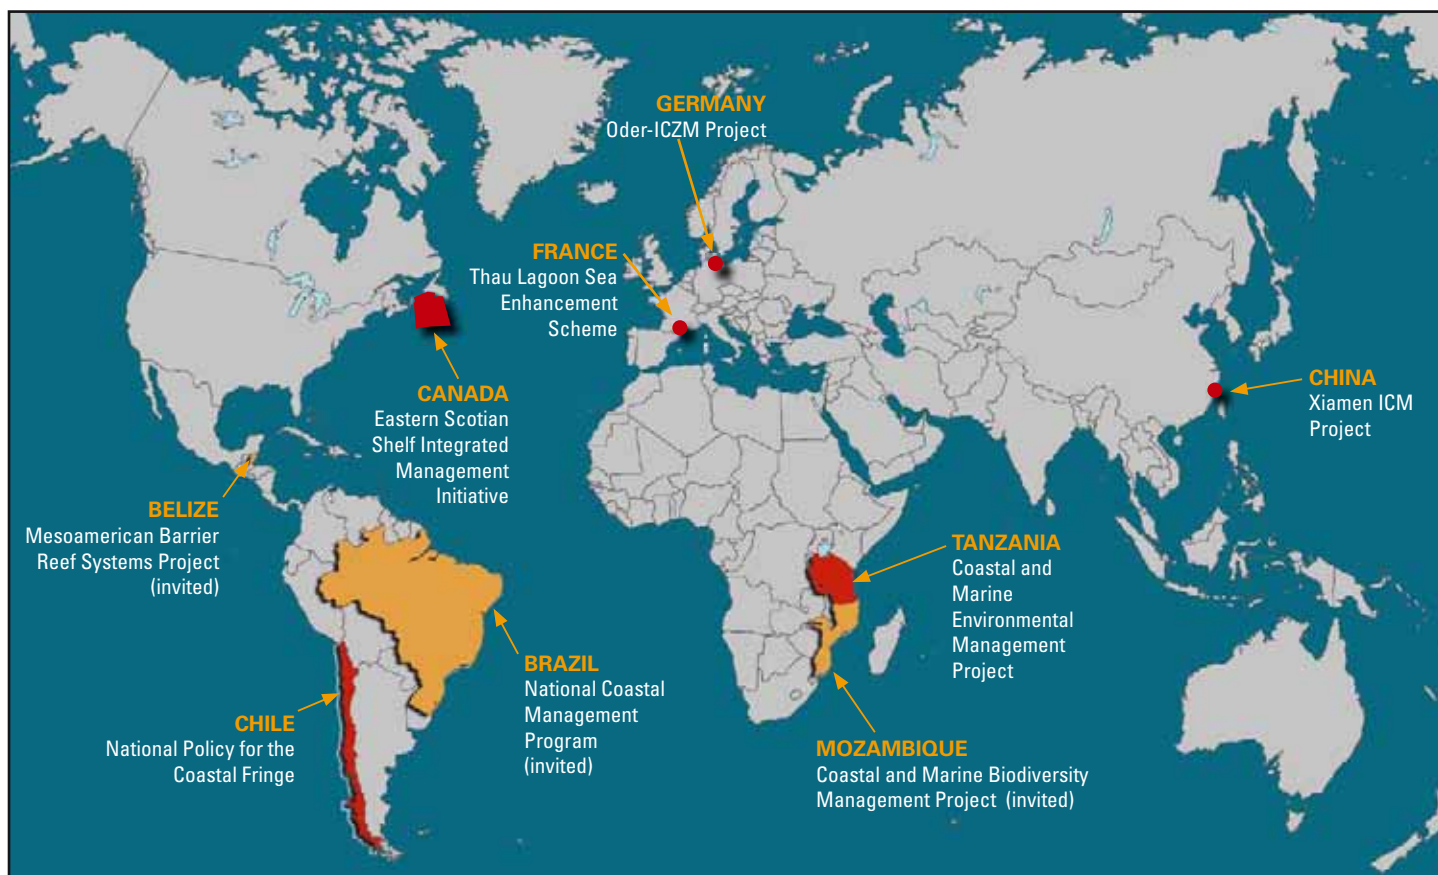 GERMANY
Oder-ICZM Project
FRANCE
Thau Lagoon Sea
Enhancement
Scheme
CANADA
Eastern Scotian
Shelf Integrated
Management
Initiative
CHINA
Xiamen ICM
Project
BELIZE
Mesoamerican Barrier
Reef Systems Project
(invited)
TANZANIA
Coastal and
Marine
Environmental
Management
Project
BRAZIL
National Coastal
Management
Program
(invited)
CHILE
National Policy for the
Coastal Fringe
MOZAMBIQUE
Coastal and Marine Biodiversity
Management Project (invited)